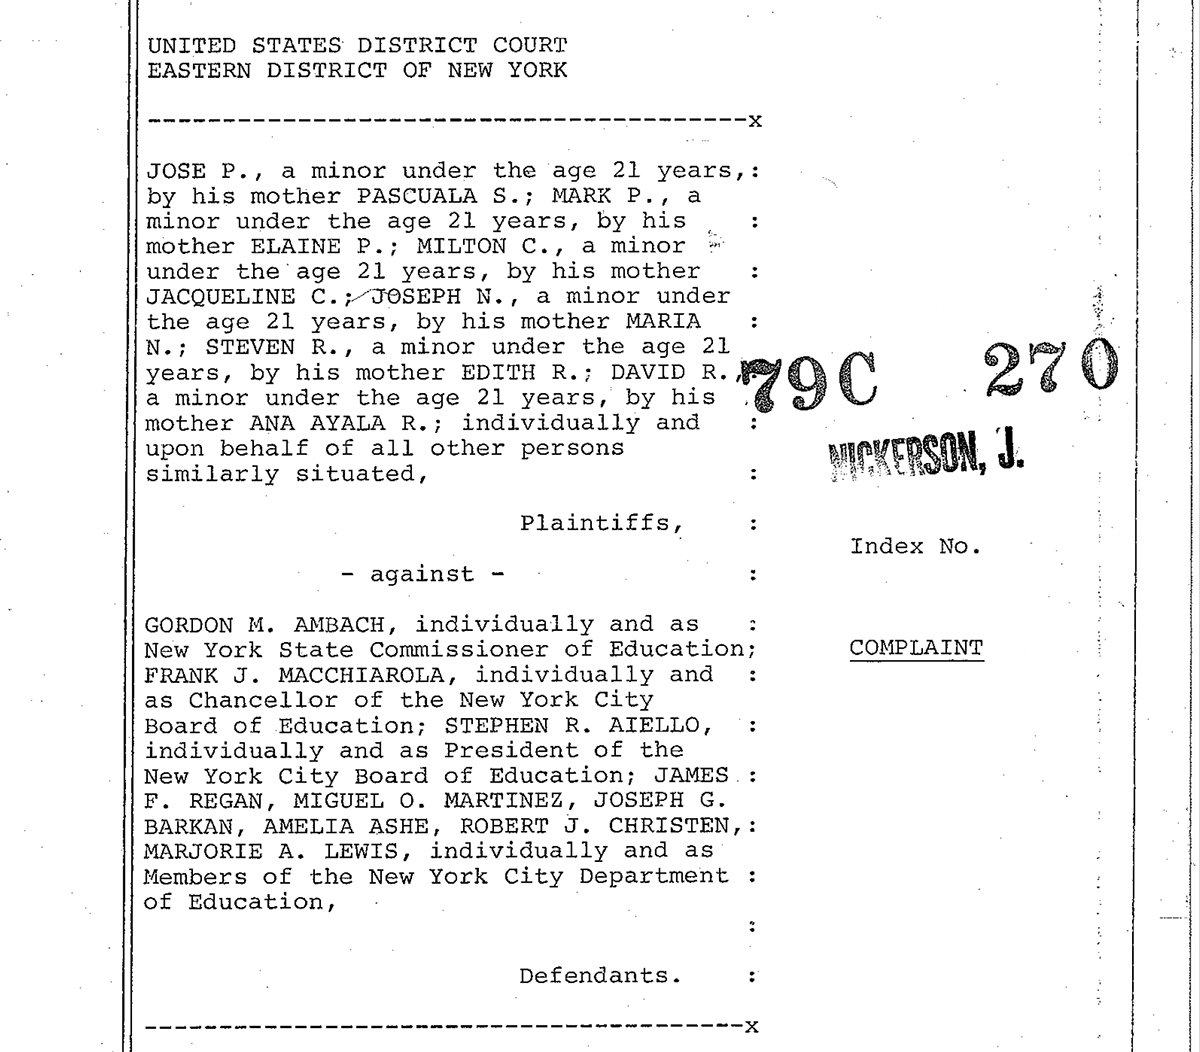 UNITED STATES DISTRICT COURT
EASTERN DISTRICT OF NEW YORK
----------------------------------------x
JOSE P., a minor under the age 21 years,:
by his mother PASCUALA S.; MARK P., a
minor under the age 21 years, by his :
mother ELAINE P.; MILTON C., a minor
under the age 21 years, by his mother :
JACQUELINE C.; JOSEPH N., a minor under
the age 21 years, by his mother MARIA :
N.; STEVEN R., a minor under the age 21
years, by his mother EDITH R.; DAVID R.,:
79C 270
a minor under the age 21 years, by his
mother ANA AYALA R.; individually and :
upon behalf of all other persons
NICKERSON, J.
similarly situated, :
Plaintiffs, :
Index No.
- against - :
GORDON M. AMBACH, individually and as :
New York State Commissioner of Education;
COMPLAINT
FRANK J. MACCHIAROLA, individually and :
as Chancellor of the New York City
Board of Education; STEPHEN R. AIELLO, :
individually and as President of the
New York City Board of Education; JAMES :
F. REGAN, MIGUEL O. MARTINEZ, JOSEPH G.
BARKAN, AMELIA ASHE, ROBERT J. CHRISTEN,:
MARJORIE A. LEWIS, individually and as
Members of the New York City Department :
of Education,
:
Defendants. :
----------------------------------------x